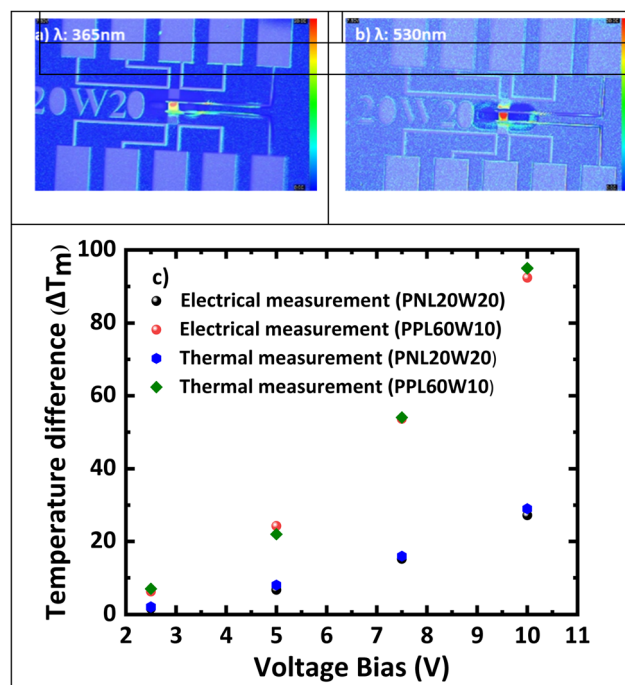 a) λ: 365nm
b) λ: 530nm
20W20
20W20
c)
Electrical measurement (PNL20W20)
Electrical measurement (PPL60W10)
Thermal measurement (PNL20W20)
Thermal measurement (PPL60W10)
Temperature difference (ΔTm)
100
80
60
40
20
0
2 3 4 5 6 7 8 9 10 11
Voltage Bias (V)